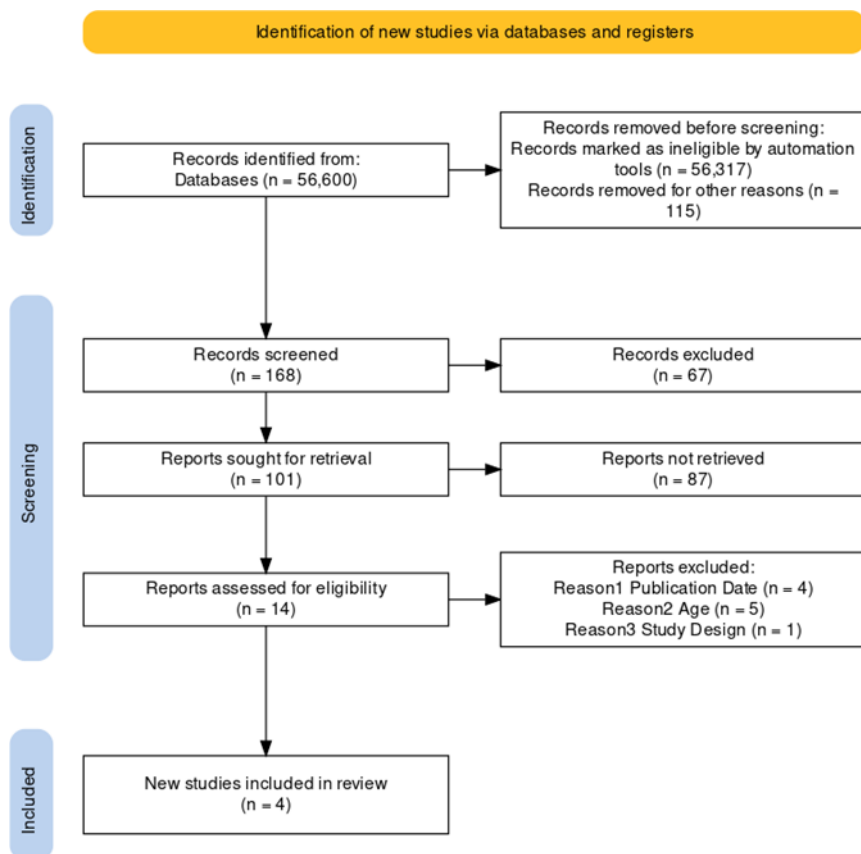 Identification of new studies via databases and registers
Identification
Records identified from:
Databases (n = 56,600)
Records removed before screening:
Records marked as ineligible by automation
tools (n = 56,317)
Records removed for other reasons (n =
115)
Screening
Records screened
(n = 168)
Records excluded
(n = 67)
Reports sought for retrieval
(n = 101)
Reports not retrieved
(n = 87)
Reports assessed for eligibility
(n = 14)
Reports excluded:
Reason1 Publication Date (n = 4)
Reason2 Age (n = 5)
Reason3 Study Design (n = 1)
Included
New studies included in review
(n = 4)